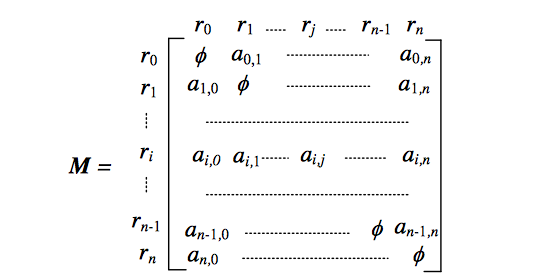 r0 r1 ...... rj ...... rn-1 rn
r0 ϕ a0,1 ...... a0,n
r1 a1,0 ϕ ...... a1,n
⋮ ......
ri ai,0 ai,1 ...... ai,j ...... ai,n
M =
⋮ ......
rn-1 an-1,0 ...... ϕ an-1,n
rn an,0 ...... ϕ